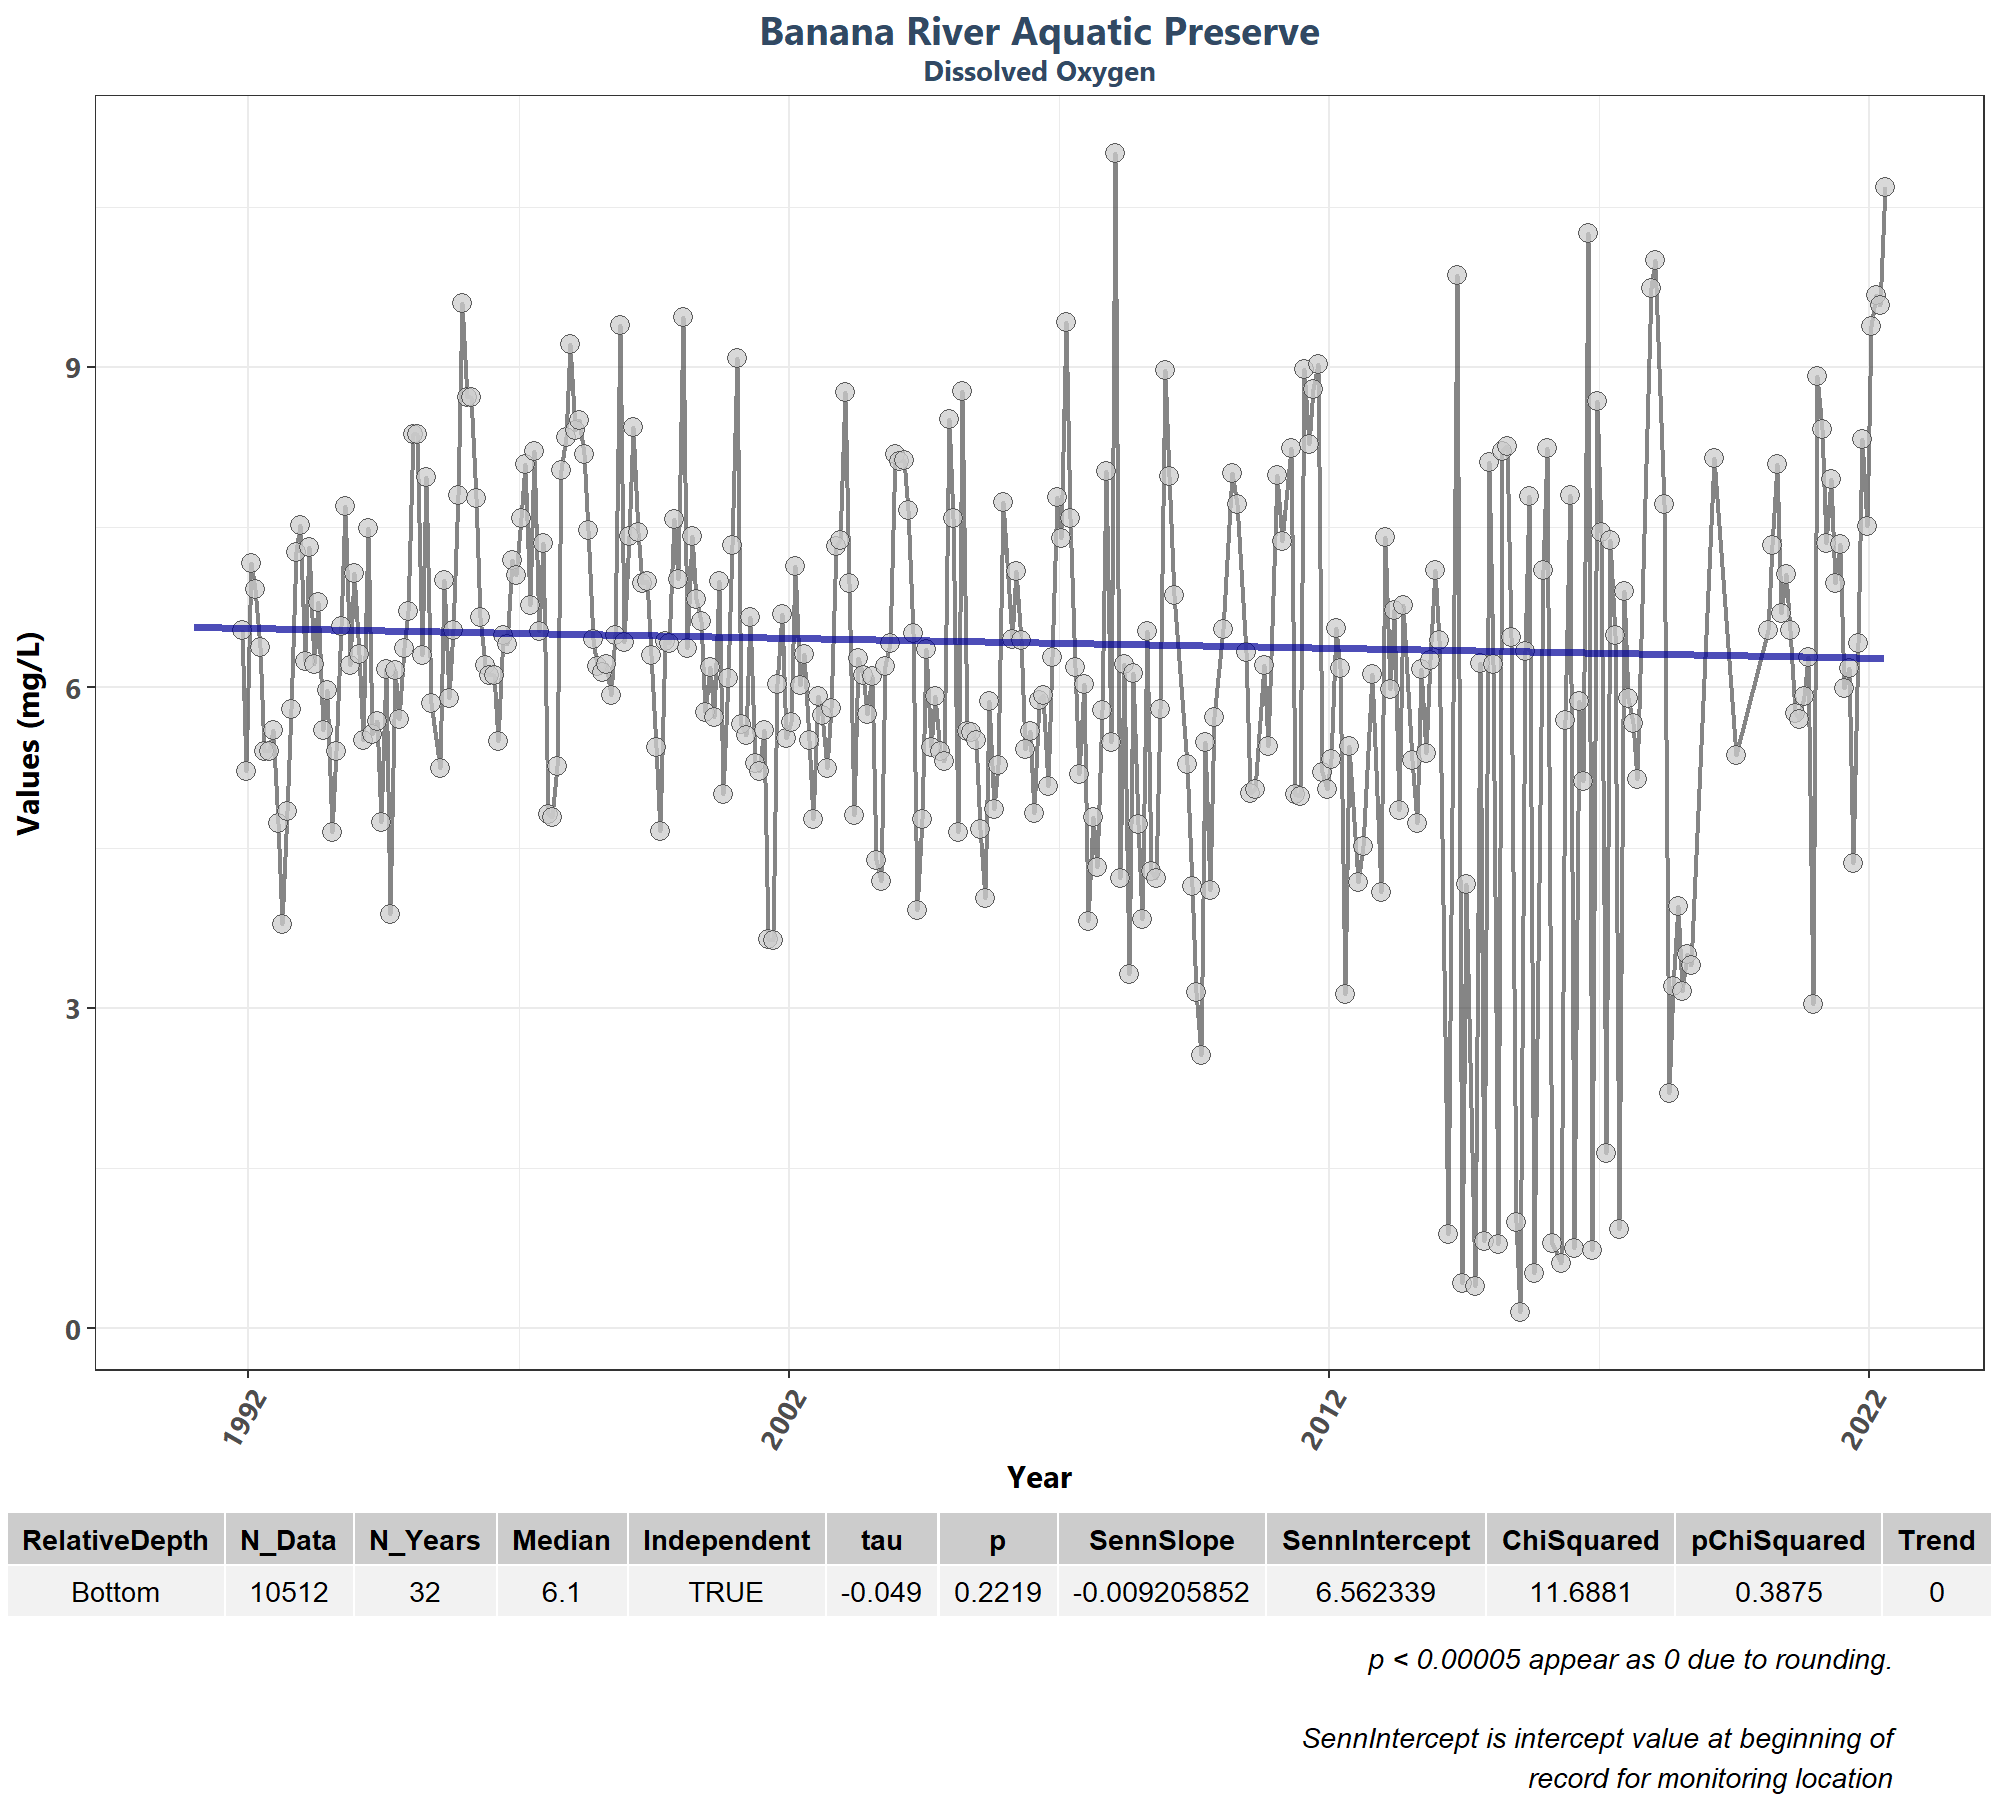 Banana River Aquatic Preserve
Dissolved Oxygen
Values (mg/L)
9
6
3
0
1992 2002 2012 2022
Year
RelativeDepth N_Data N_Years Median Independent tau p SennSlope SennIntercept ChiSquared pChiSquared Trend
Bottom 10512 32 6.1 TRUE -0.049 0.2219 -0.009205852 6.562339 11.6881 0.3875 0
p < 0.00005 appear as 0 due to rounding.
SennIntercept is intercept value at beginning of
record for monitoring location